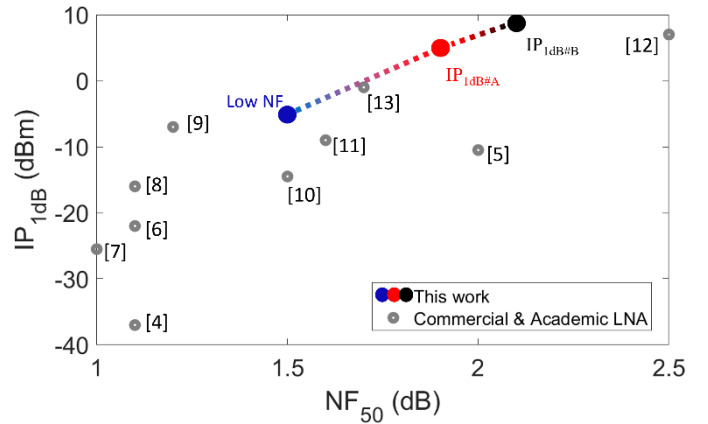 10
0
-10
-20
-30
-40
IP1dB (dBm)
1
1.5
2
2.5
NF50 (dB)
Low NF
IP1dB#A
IP1dB#B
[12]
[13]
[9]
[11]
[5]
[8]
[10]
[6]
[7]
[4]
This work
Commercial & Academic LNA